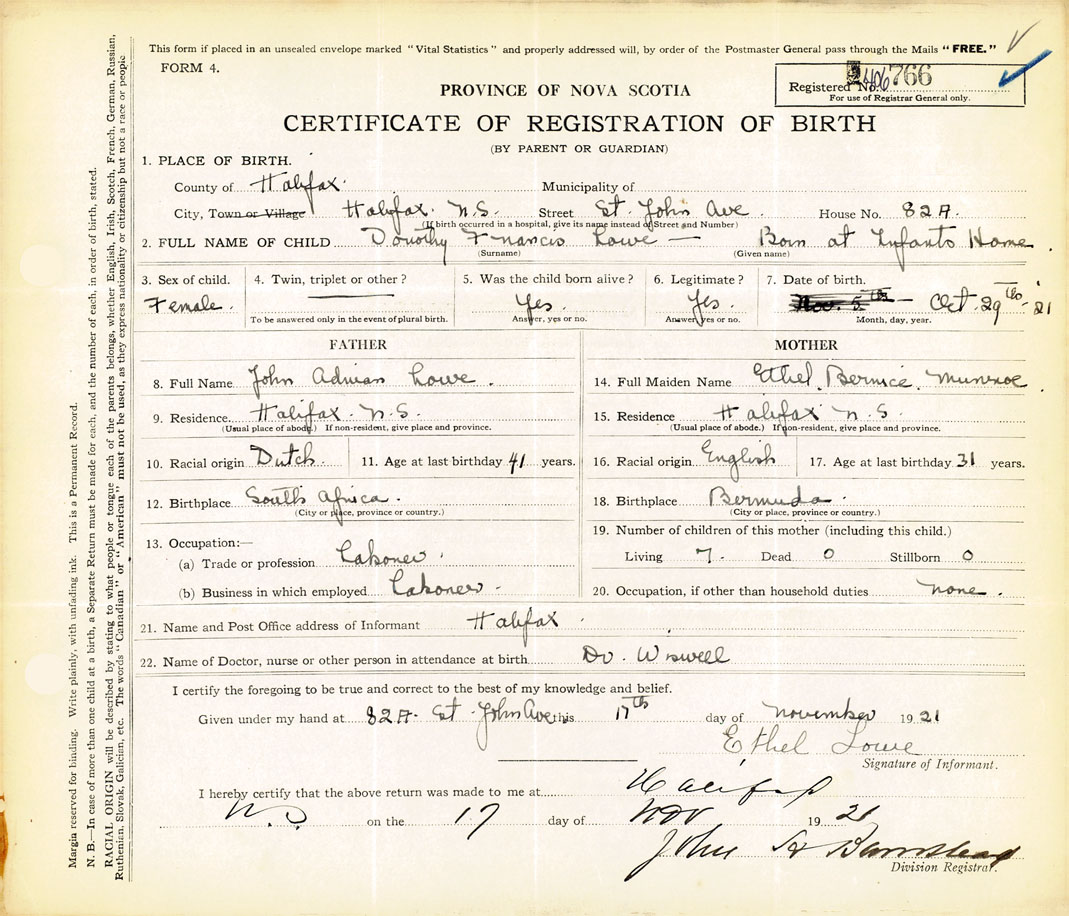 This form if placed in an unsealed envelope marked "Vital Statistics" and properly addressed will, by order of the Postmaster General pass through the Mails "FREE."
FORM 4.
Registered No. 766
For use of Registrar General only.
PROVINCE OF NOVA SCOTIA
CERTIFICATE OF REGISTRATION OF BIRTH
(BY PARENT OR GUARDIAN)
1. PLACE OF BIRTH.
County of Halifax. Municipality of
City, Town or Village Halifax. N.S. Street St. John Ave. House No. 82A.
(If birth occurred in a hospital, give its name instead of Street and Number)
2. FULL NAME OF CHILD Dorothy Francis Lowe — Born at Infants Home.
(Surname) (Given name)
3. Sex of child. 4. Twin, triplet or other? 5. Was the child born alive? 6. Legitimate? 7. Date of birth.
Female. Yes. Yes. Nov. 5th Oct 29th 21
To be answered only in the event of plural birth. Answer, yes or no. Answer, yes or no. Month, day, year.
FATHER
8. Full Name John Adrian Lowe.
9. Residence Halifax. N.S.
(Usual place of abode.) If non-resident, give place and province.
10. Racial origin Dutch. 11. Age at last birthday 41 years.
12. Birthplace South Africa.
(City or place, province or country.)
13. Occupation:—
(a) Trade or profession Laborer.
(b) Business in which employed Laborer.
MOTHER
14. Full Maiden Name Ethel Bernice Munroe.
15. Residence Halifax N.S.
(Usual place of abode.) If non-resident, give place and province.
16. Racial origin English 17. Age at last birthday 31 years.
18. Birthplace Bermuda.
(City or place, province or country.)
19. Number of children of this mother (including this child.)
Living 7. Dead 0 Stillborn 0
20. Occupation, if other than household duties none.
21. Name and Post Office address of Informant Halifax.
22. Name of Doctor, nurse or other person in attendance at birth Dr. Wiswell
I certify the foregoing to be true and correct to the best of my knowledge and belief.
Given under my hand at 82A. St. John Ave this 17th day of November 1921
Ethel Lowe
Signature of Informant.
I hereby certify that the above return was made to me at Halifax
N.S. on the 17 day of Nov 1921
John A Barnstead
Division Registrar.
Margin reserved for binding. Write plainly, with unfading ink. This is a Permanent Record.
N. B.—In case of more than one child at a birth, a Separate Return must be made for each, and the number of each, in order of birth, stated.
RACIAL ORIGIN will be described by stating to what people or tongue each of the parents belongs, whether English, Irish, Scotch, French, German, Russian,
Ruthenian, Slovak, Galician, etc. The words "Canadian" or "American" must not be used, as they express nationality or citizenship but not a race or people